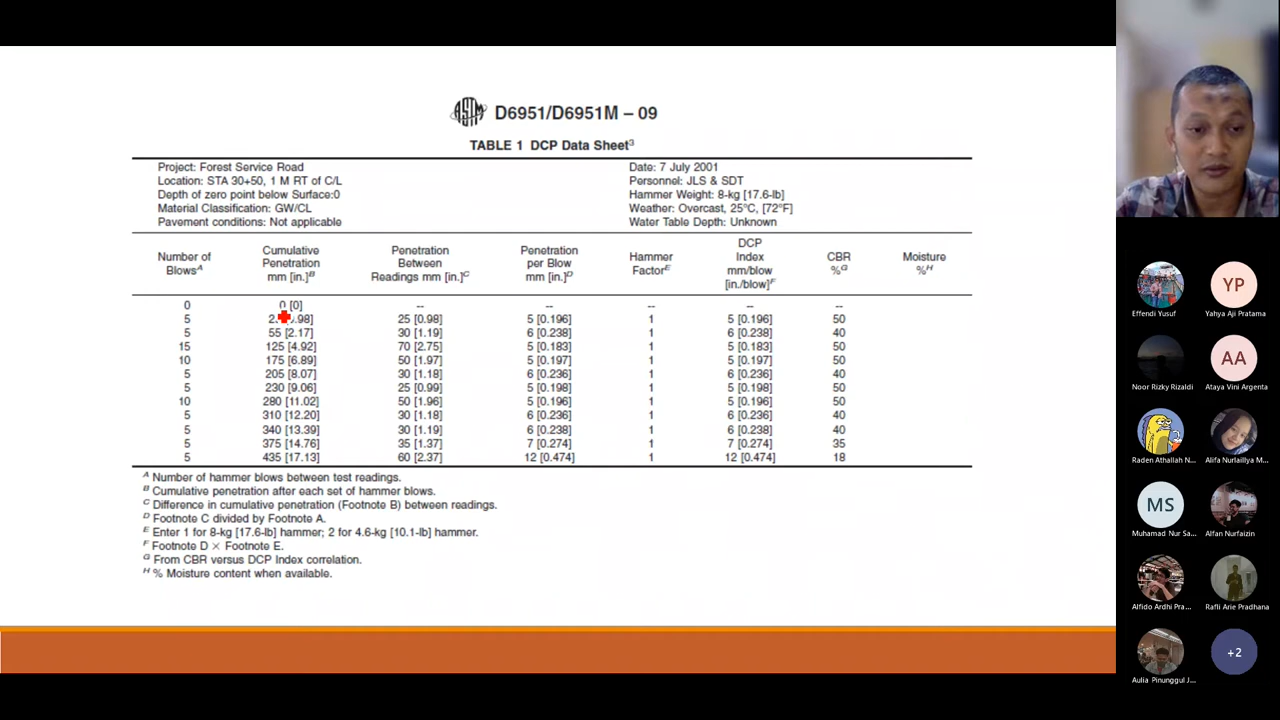 ASTM D6951/D6951M – 09
TABLE 1 DCP Data Sheet3
Project: Forest Service Road Date: 7 July 2001
Location: STA 30+50, 1 M RT of C/L Personnel: JLS & SDT
Depth of zero point below Surface:0 Hammer Weight: 8-kg [17.6-lb]
Material Classification: GW/CL Weather: Overcast, 25°C, [72°F]
Pavement conditions: Not applicable Water Table Depth: Unknown
Number of BlowsA
Cumulative Penetration mm [in.]B
Penetration Between Readings mm [in.]C
Penetration per Blow mm [in.]D
Hammer FactorE
DCP Index mm/blow [in./blow]F
CBR %G
Moisture %H
0 0 [0] -- -- -- -- --
5 25 [0.98] 5 [0.196] 1 5 [0.196] 50
5 55 [2.17] 30 [1.19] 6 [0.238] 1 6 [0.238] 40
15 125 [4.92] 70 [2.75] 5 [0.183] 1 5 [0.183] 50
10 175 [6.89] 50 [1.97] 5 [0.197] 1 5 [0.197] 50
5 205 [8.07] 30 [1.18] 6 [0.236] 1 6 [0.236] 40
5 230 [9.06] 25 [0.99] 5 [0.198] 1 5 [0.198] 50
10 280 [11.02] 50 [1.96] 5 [0.196] 1 5 [0.196] 50
5 310 [12.20] 30 [1.18] 6 [0.236] 1 6 [0.236] 40
5 340 [13.39] 30 [1.19] 6 [0.238] 1 6 [0.238] 40
5 375 [14.76] 35 [1.37] 7 [0.274] 1 7 [0.274] 35
5 435 [17.13] 60 [2.37] 12 [0.474] 1 12 [0.474] 18
A Number of hammer blows between test readings.
B Cumulative penetration after each set of hammer blows.
C Difference in cumulative penetration (Footnote B) between readings.
D Footnote C divided by Footnote A.
E Enter 1 for 8-kg [17.6-lb] hammer; 2 for 4.6-kg [10.1-lb] hammer.
F Footnote D × Footnote E.
G From CBR versus DCP Index correlation.
H % Moisture content when available.
YP
Effendi Yusuf Yahya Aji Pratama
AA
Noor Rizky Rizaldi Ataya Vini Argenta
Raden Athallah N... Alifa Nurlaillya M...
MS
Muhamad Nur Sa... Alfan Nurfaizin
Alfido Ardhi Pra... Rafli Arie Pradhana
+2
Aulia Pinunggul J...